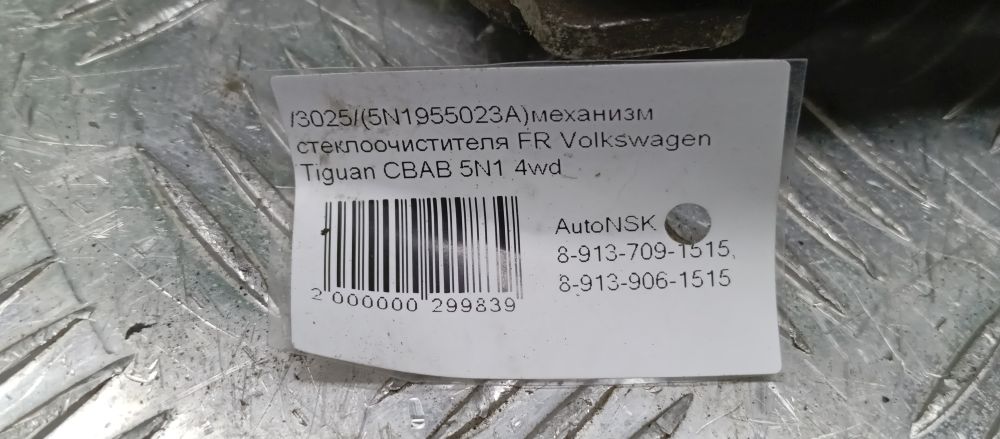 /3025/(5N1955023A)механизм
стеклоочистителя FR Volkswagen
Tiguan CBAB 5N1 4wd
AutoNSK
8-913-709-1515,
8-913-906-1515
2 000000 299839